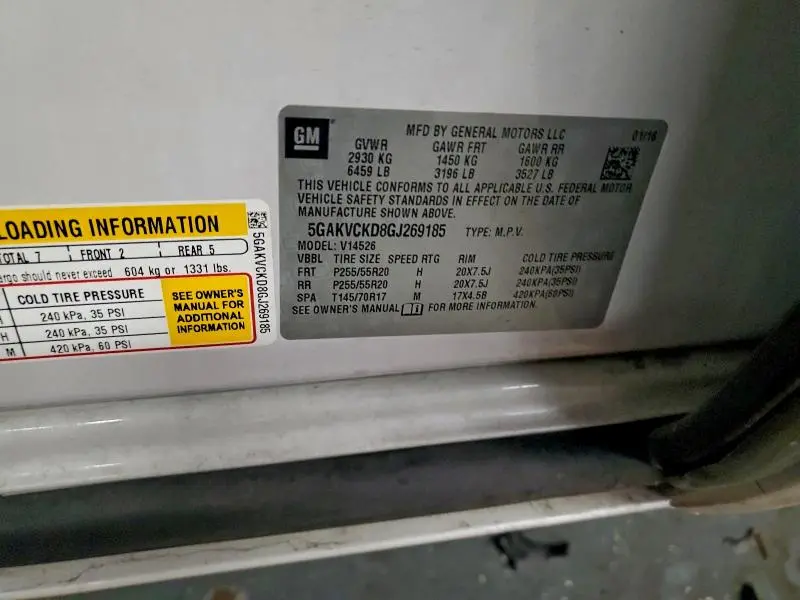 GM
MFD BY GENERAL MOTORS LLC 01/16
GVWR GAWR FRT GAWR RR
2930 KG 1450 KG 1600 KG
6459 LB 3196 LB 3527 LB
THIS VEHICLE CONFORMS TO ALL APPLICABLE U.S. FEDERAL MOTOR
VEHICLE SAFETY STANDARDS IN EFFECT ON THE DATE OF
MANUFACTURE SHOWN ABOVE.
5GAKVCKD8GJ269185 TYPE: M.P.V.
MODEL: V14526
VBBL TIRE SIZE SPEED RTG RIM COLD TIRE PRESSURE
FRT P255/55R20 H 20X7.5J 240KPA(35PSI)
RR P255/55R20 H 20X7.5J 240KPA(35PSI)
SPA T145/70R17 M 17X4.5B 420KPA(60PSI)
SEE OWNER'S MANUAL FOR MORE INFORMATION.
LOADING INFORMATION
TOTAL 7 FRONT 2 REAR 5
should never exceed 604 kg or 1331 lbs.
COLD TIRE PRESSURE
240 kPa, 35 PSI
H 240 kPa, 35 PSI
M 420 kPa, 60 PSI
SEE OWNER'S
MANUAL FOR
ADDITIONAL
INFORMATION
5GAKVCKD8GJ269185